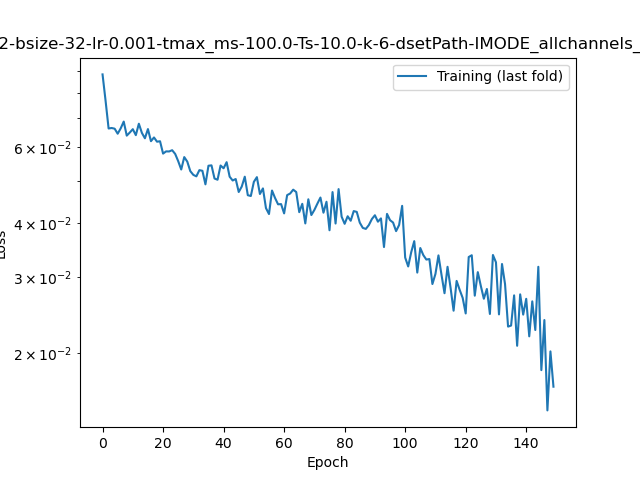 2-bsize-32-lr-0.001-tmax_ms-100.0-Ts-10.0-k-6-dsetPath-IMODE_allchannels_
Training (last fold)
6 × 10⁻²
4 × 10⁻²
3 × 10⁻²
2 × 10⁻²
Loss
0 20 40 60 80 100 120 140
Epoch